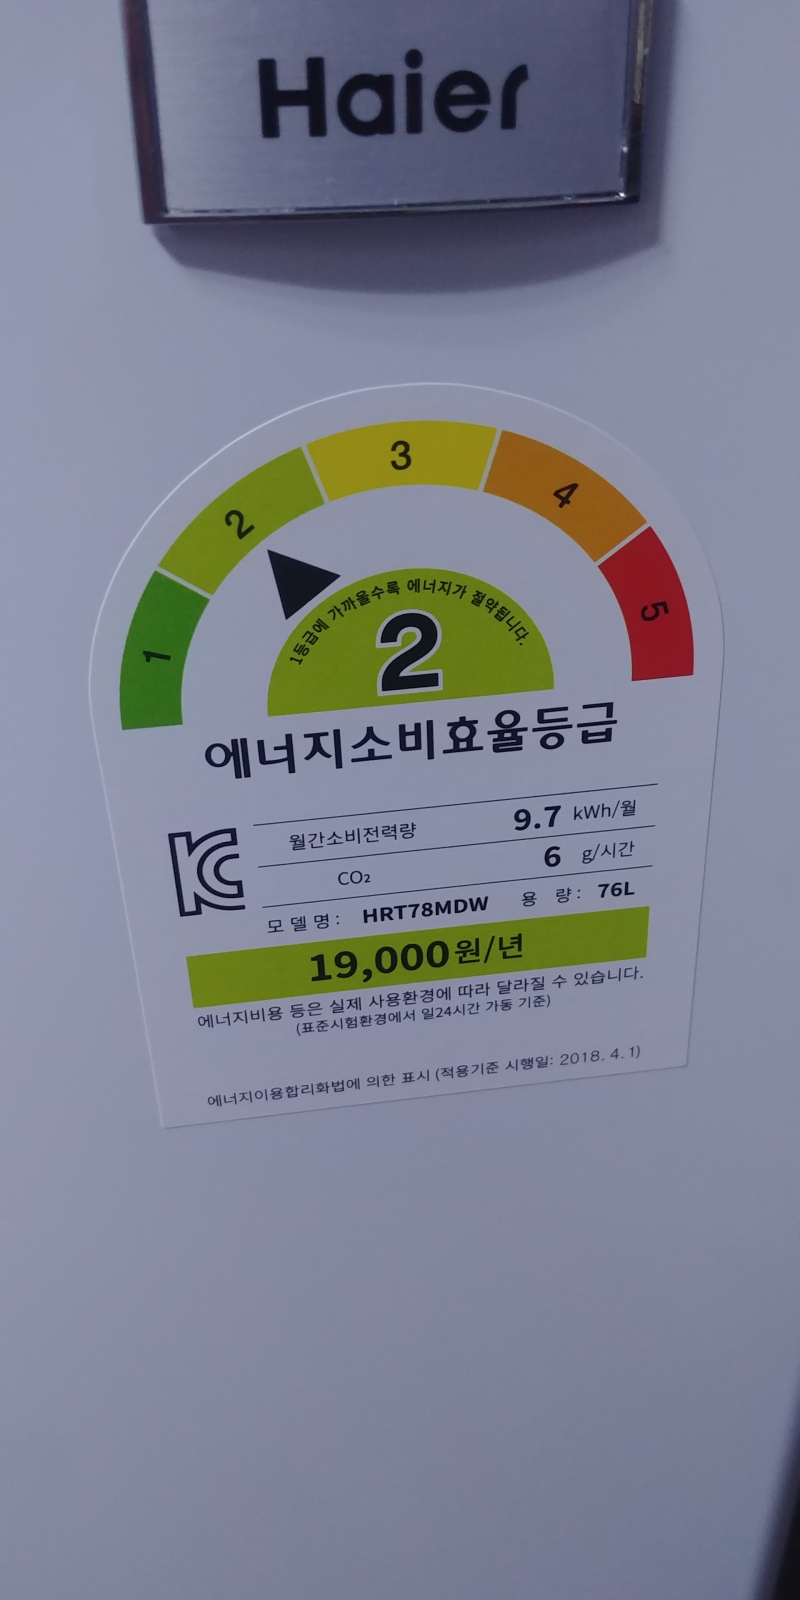 Haier
1 2 3 4 5
1등급에 가까울수록 에너지가 절약됩니다.
2
에너지소비효율등급
월간소비전력량 9.7 kWh/월
CO₂ 6 g/시간
모델명: HRT78MDW 용 량: 76L
19,000원/년
에너지비용 등은 실제 사용환경에 따라 달라질 수 있습니다.
(표준시험환경에서 일24시간 가동 기준)
에너지이용합리화법에 의한 표시 (적용기준 시행일: 2018. 4. 1)